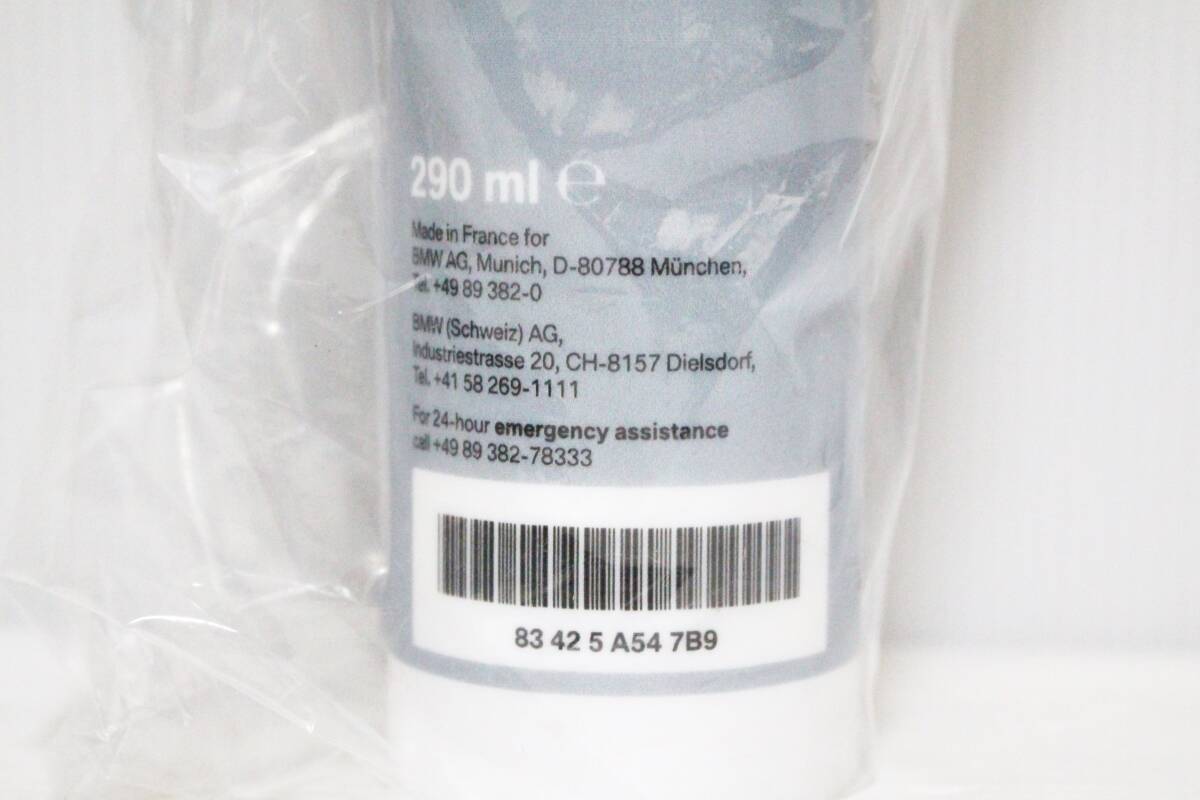 290 ml ℮
Made in France for
BMW AG, Munich, D-80788 München,
Tel. +49 89 382-0
BMW (Schweiz) AG,
Industriestrasse 20, CH-8157 Dielsdorf,
Tel. +41 58 269-1111
For 24-hour emergency assistance
call +49 89 382-78333
83 42 5 A54 7B9